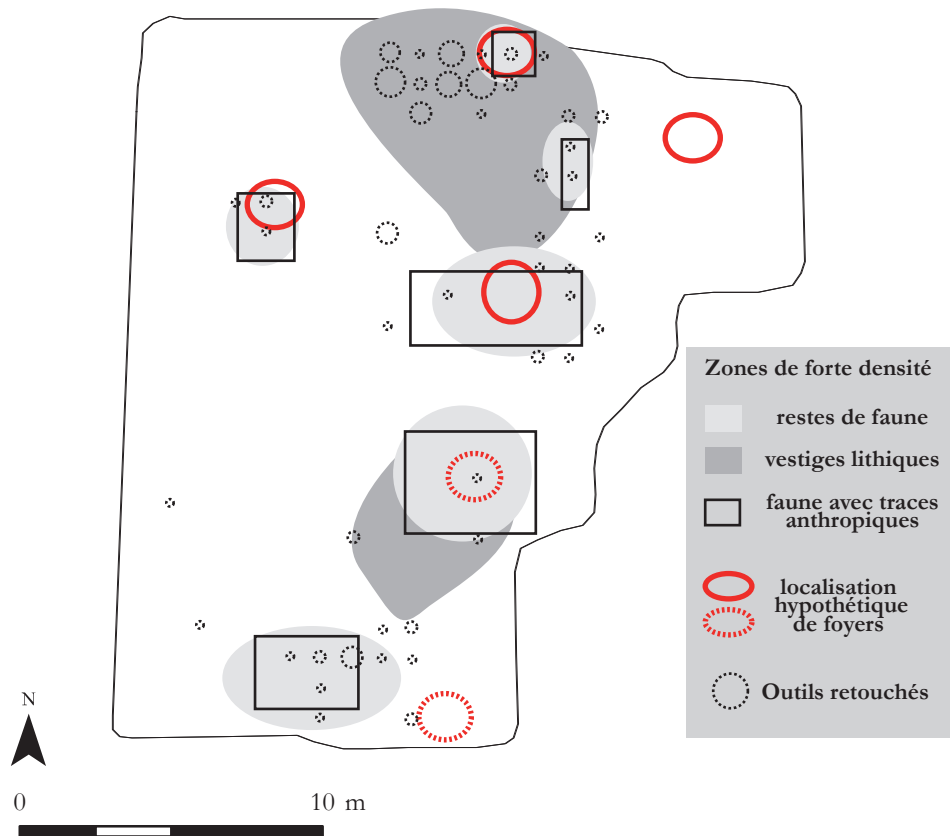 Zones de forte densité
restes de faune
vestiges lithiques
faune avec traces
anthropiques
localisation
hypothétique
de foyers
Outils retouchés
N
0 10 m